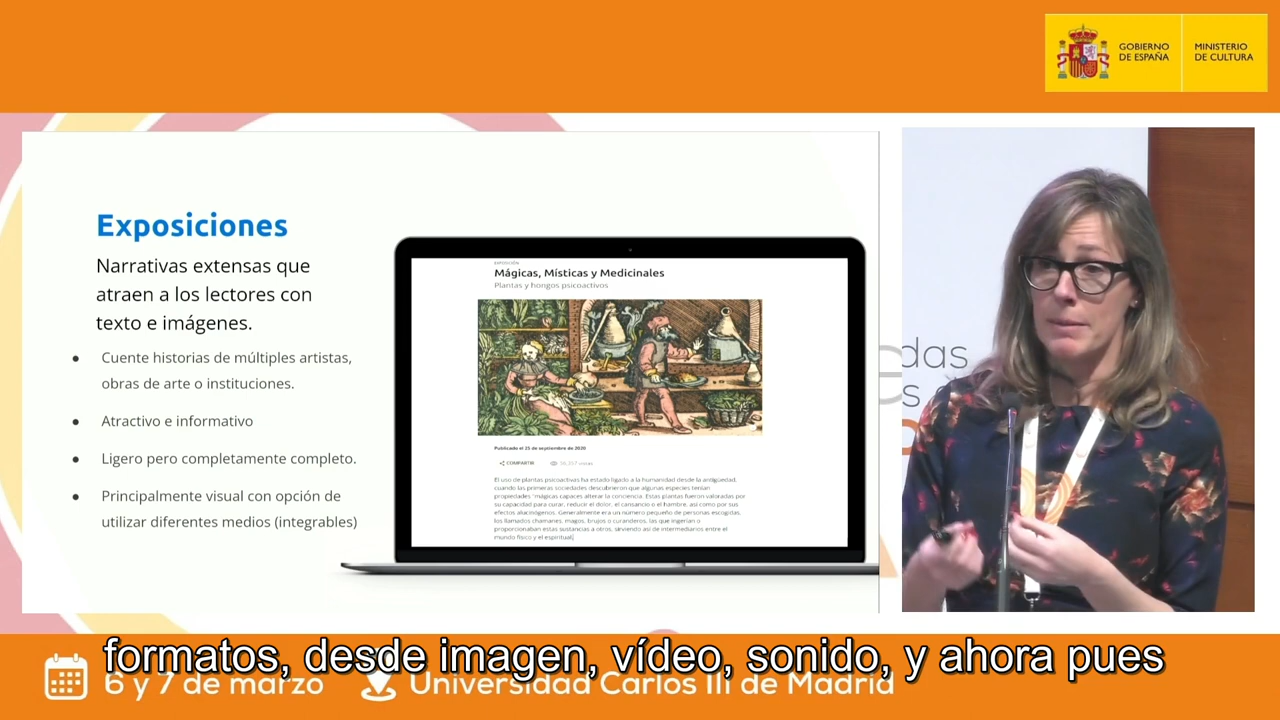 GOBIERNO
DE ESPAÑA
MINISTERIO
DE CULTURA
Exposiciones
Narrativas extensas que
atraen a los lectores con
texto e imágenes.
● Cuente historias de múltiples artistas,
obras de arte o instituciones.
● Atractivo e informativo
● Ligero pero completamente completo.
● Principalmente visual con opción de
utilizar diferentes medios (integrables)
EXPOSICIÓN
Mágicas, Místicas y Medicinales
Plantas y hongos psicoactivos
Publicado el 25 de septiembre de 2020
COMPARTIR
vistas
El uso de plantas psicoactivas ha estado ligado a la humanidad desde la antigüedad,
cuando las primeras sociedades descubrieron que algunas especies tenían
propiedades "mágicas capaces alterar la conciencia. Estas plantas fueron valoradas por
su capacidad para curar, reducir el dolor, el cansancio o el hambre, así como por sus
efectos alucinógenos. Generalmente era un número pequeño de personas escogidas,
los llamados chamanes, magos, brujos o curanderos, las que ingerían o
proporcionaban estas sustancias a otros, sirviendo así de intermediarios entre el
mundo físico y el espiritual.
das
formatos, desde imagen, vídeo, sonido, y ahora pues
6 y 7 de marzo
Universidad Carlos III de Madrid